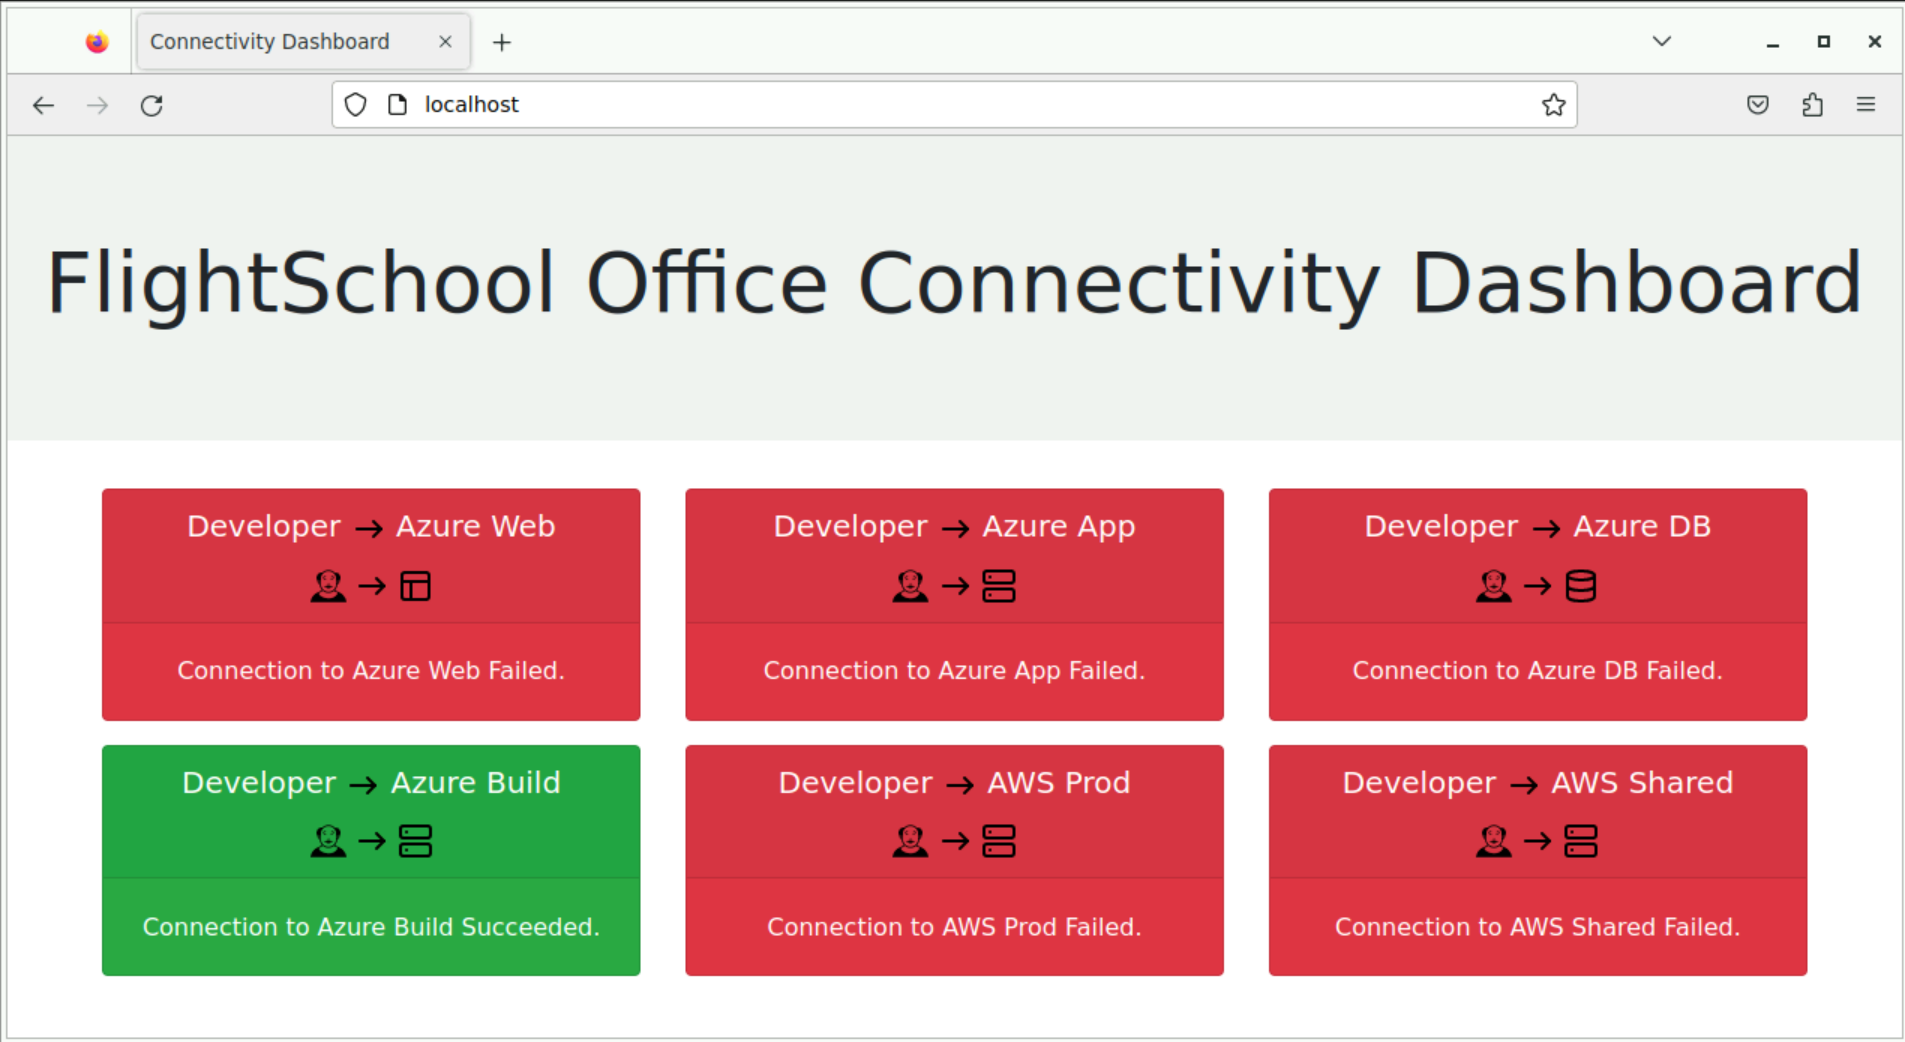 Connectivity Dashboard
localhost
FlightSchool Office Connectivity Dashboard
Developer → Azure Web
Connection to Azure Web Failed.
Developer → Azure App
Connection to Azure App Failed.
Developer → Azure DB
Connection to Azure DB Failed.
Developer → Azure Build
Connection to Azure Build Succeeded.
Developer → AWS Prod
Connection to AWS Prod Failed.
Developer → AWS Shared
Connection to AWS Shared Failed.